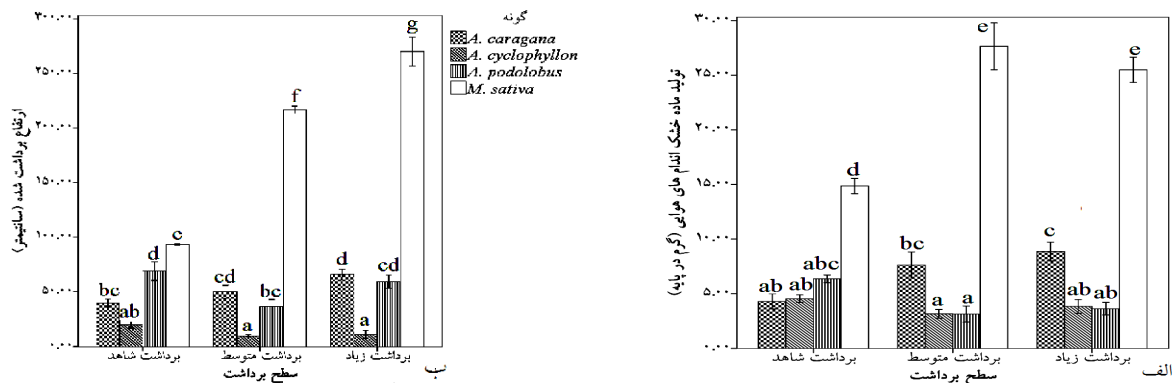 تولید ماده خشک اندام های هوایی (گرم در پایه)
۳۰.۰۰
۲۵.۰۰
۲۰.۰۰
۱۵.۰۰
۱۰.۰۰
۵.۰۰
۰.۰۰
ab ab abc d
bc a a e
c ab ab e
برداشت شاهد برداشت متوسط برداشت زیاد
سطح برداشت
الف
ارتفاع برداشت شده (سانتیمتر)
۳۰۰.۰۰
۲۵۰.۰۰
۲۰۰.۰۰
۱۵۰.۰۰
۱۰۰.۰۰
۵۰.۰۰
۰.۰۰
bc ab d c
cd a bc f
d a cd g
برداشت شاهد برداشت متوسط برداشت زیاد
سطح برداشت
ب
گونه
A. caragana
A. cyclophyllon
A. podolobus
M. sativa